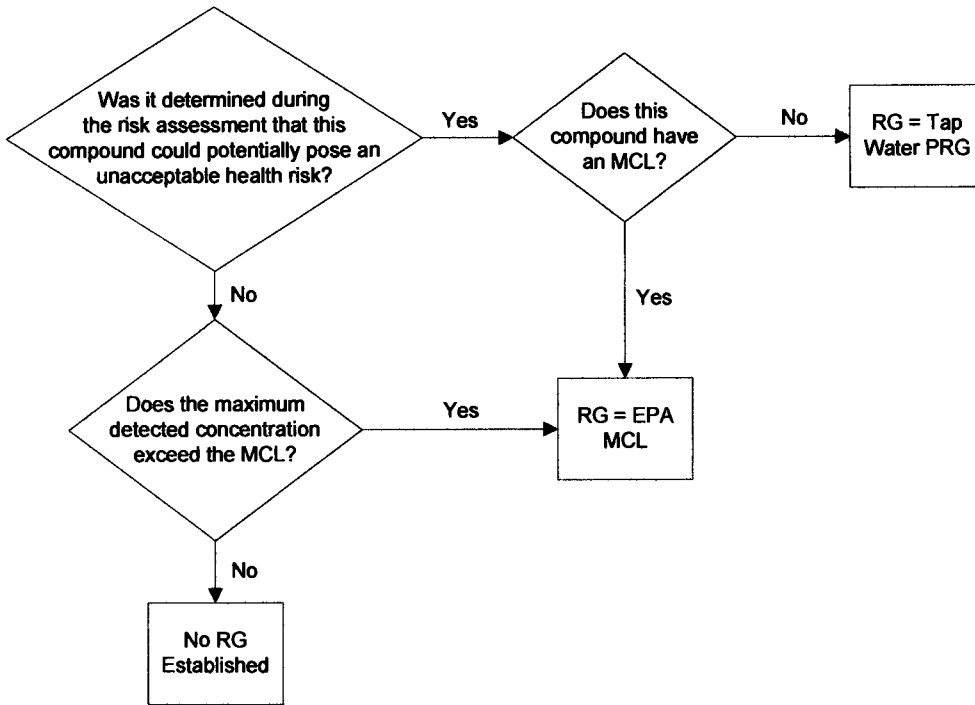 Was it determined during
the risk assessment that this
compound could potentially pose an
unacceptable health risk?
Yes
Does this
compound have
an MCL?
No
RG = Tap
Water PRG
No
Yes
Does the maximum
detected concentration
exceed the MCL?
Yes
RG = EPA
MCL
No
No RG
Established